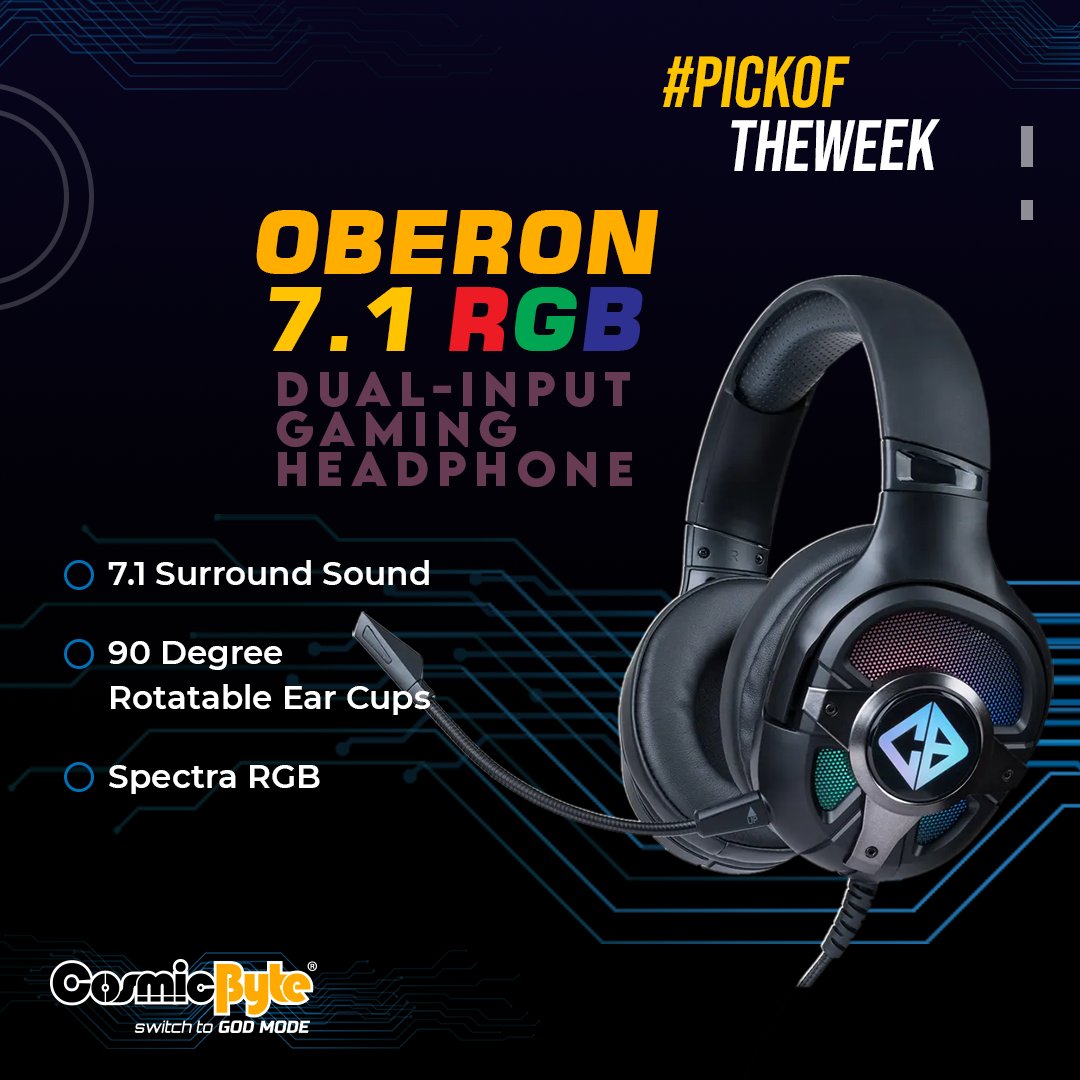 #PICKOF
THEWEEK
OBERON
7.1 RGB
DUAL-INPUT
GAMING
HEADPHONE
7.1 Surround Sound
90 Degree
Rotatable Ear Cups
Spectra RGB
R
CB
CosmicByte®
switch to GOD MODE